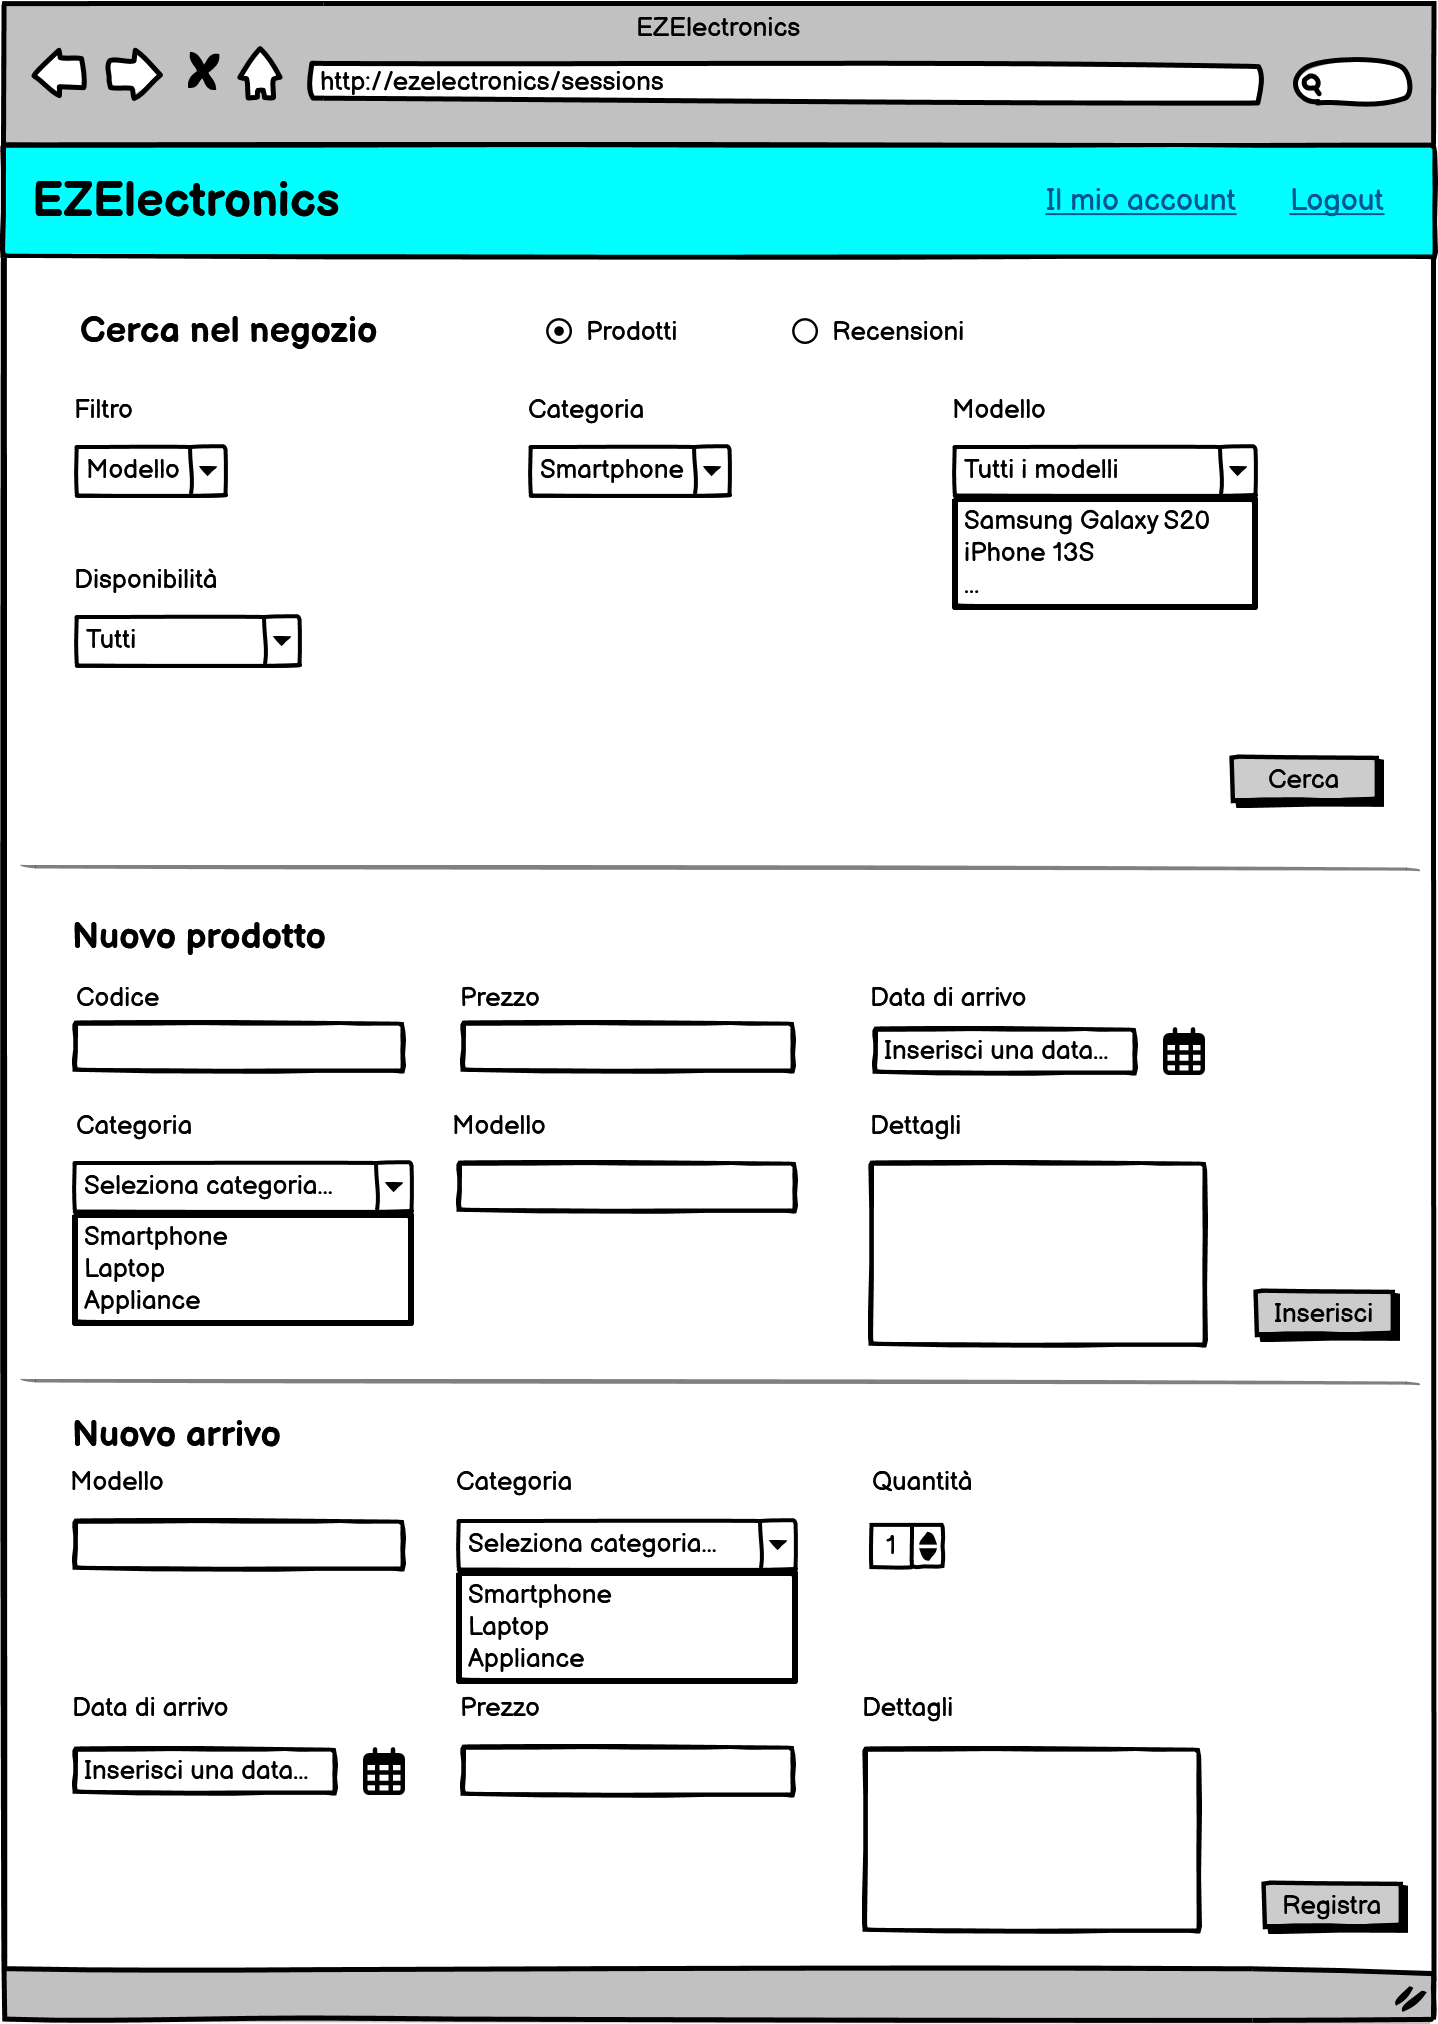 EZElectronics
http://ezelectronics/sessions
EZElectronics
Il mio account
Logout
Cerca nel negozio
Prodotti
Recensioni
Filtro
Categoria
Modello
Modello
Smartphone
Tutti i modelli
Samsung Galaxy S20
iPhone 13S
...
Disponibilità
Tutti
Cerca
Nuovo prodotto
Codice
Prezzo
Data di arrivo
Inserisci una data...
Categoria
Modello
Dettagli
Seleziona categoria...
Smartphone
Laptop
Appliance
Inserisci
Nuovo arrivo
Modello
Categoria
Quantità
Seleziona categoria...
1
Smartphone
Laptop
Appliance
Data di arrivo
Prezzo
Dettagli
Inserisci una data...
Registra